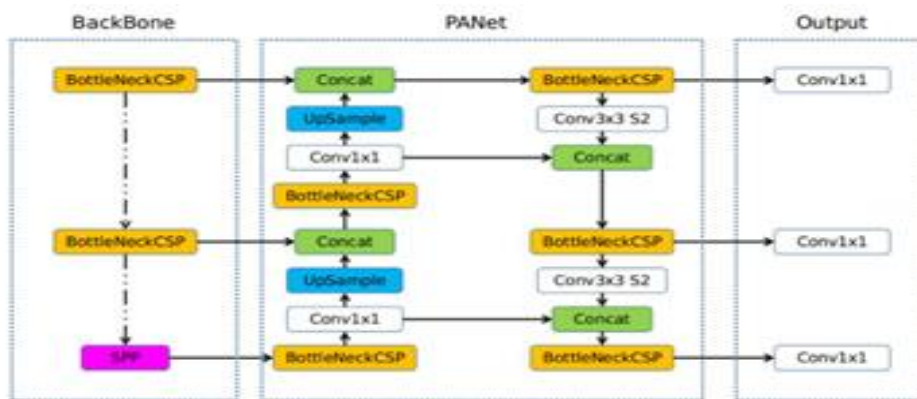 BackBone
PANet
Output
BottleNeckCSP
Concat
BottleNeckCSP
Conv1x1
UpSample
Conv3x3 S2
Conv1x1
Concat
BottleNeckCSP
BottleNeckCSP
Concat
BottleNeckCSP
Conv1x1
UpSample
Conv3x3 S2
Conv1x1
Concat
SPP
BottleNeckCSP
BottleNeckCSP
Conv1x1